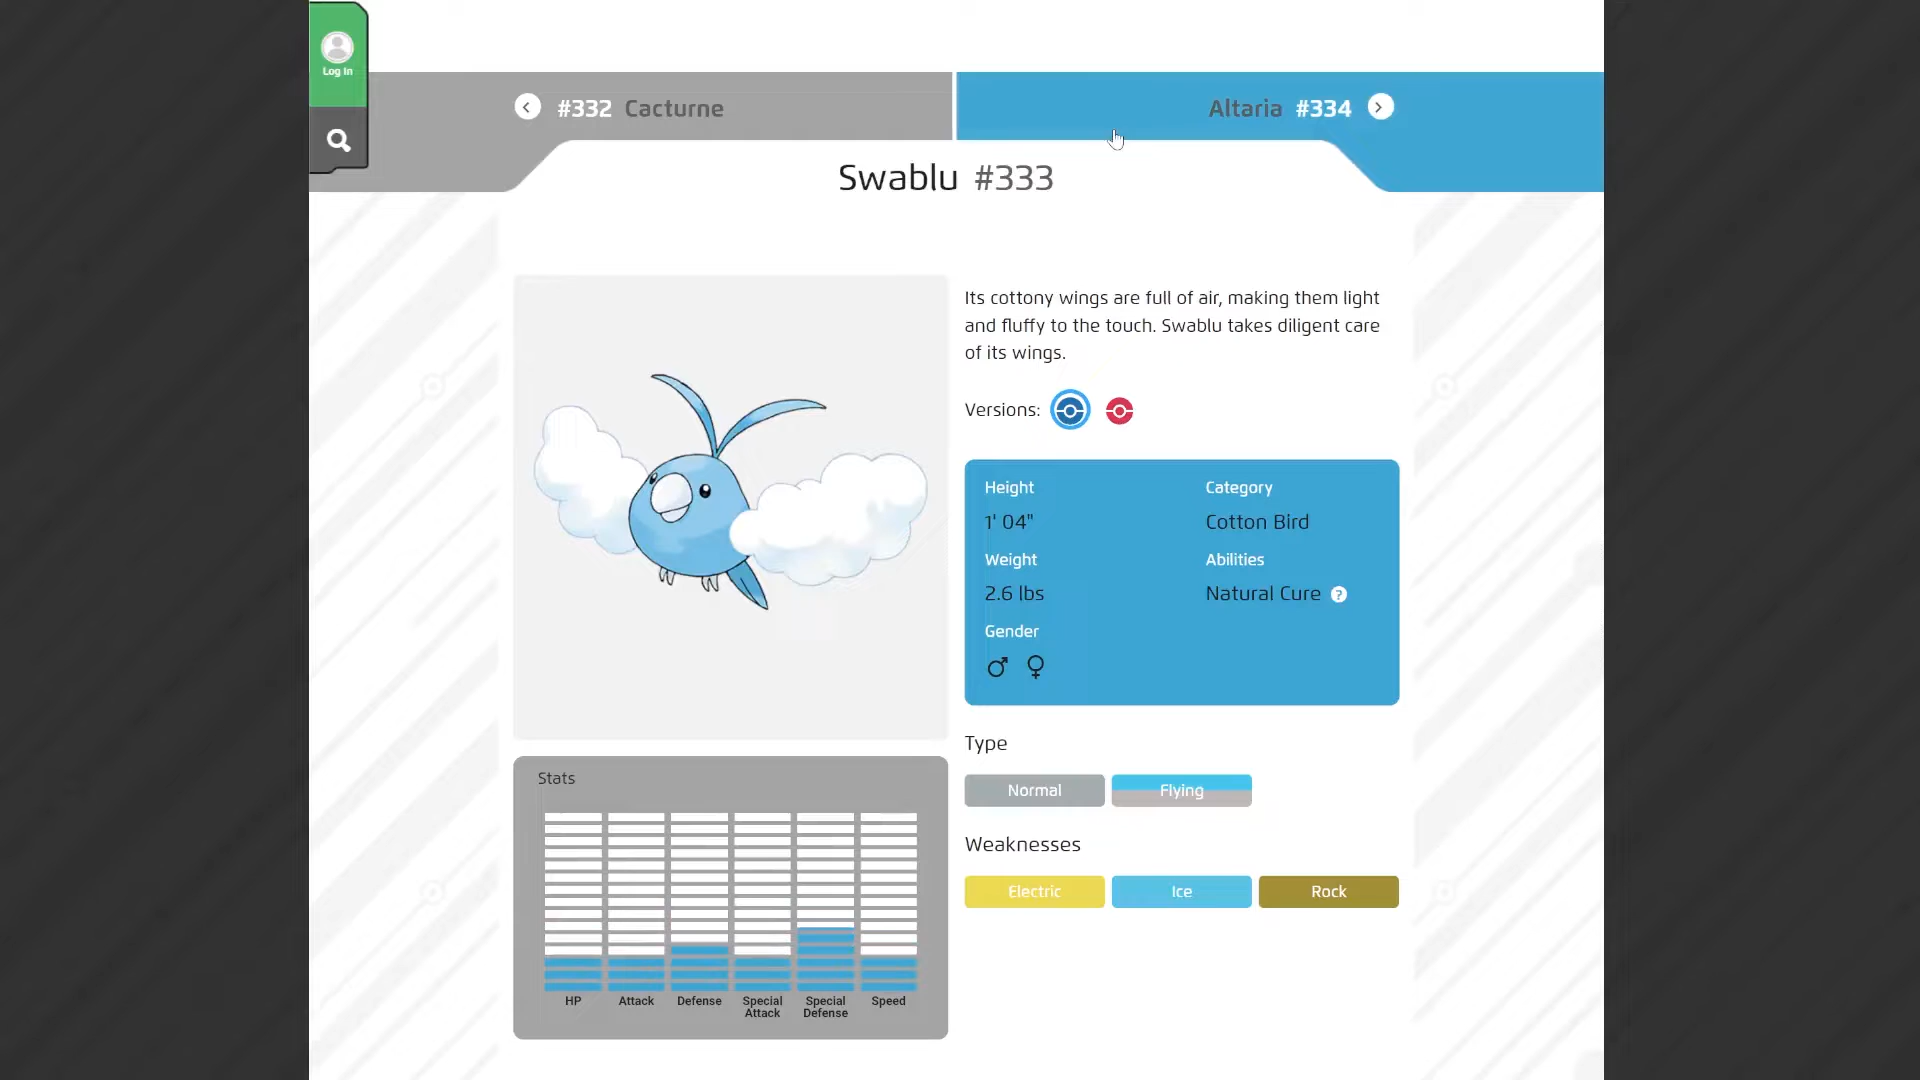 Log In
#332 Cacturne
Altaria #334
Swablu #333
Its cottony wings are full of air, making them light
and fluffy to the touch. Swablu takes diligent care
of its wings.
Versions:
Height
1' 04"
Weight
2.6 lbs
Gender
Category
Cotton Bird
Abilities
Natural Cure ?
Type
Normal
Flying
Weaknesses
Electric
Ice
Rock
Stats
HP
Attack
Defense
Special
Attack
Special
Defense
Speed